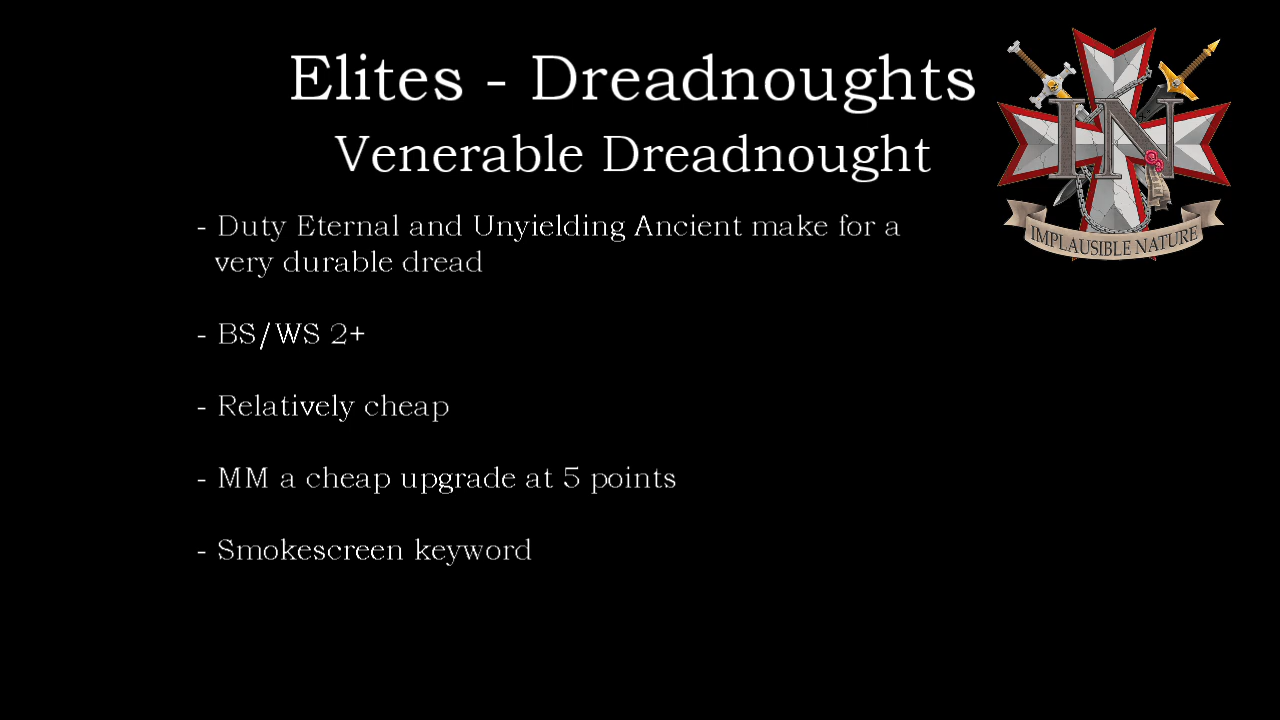 Elites - Dreadnoughts
Venerable Dreadnought
- Duty Eternal and Unyielding Ancient make for a
very durable dread
- BS/WS 2+
- Relatively cheap
- MM a cheap upgrade at 5 points
- Smokescreen keyword
IN
IMPLAUSIBLE NATURE